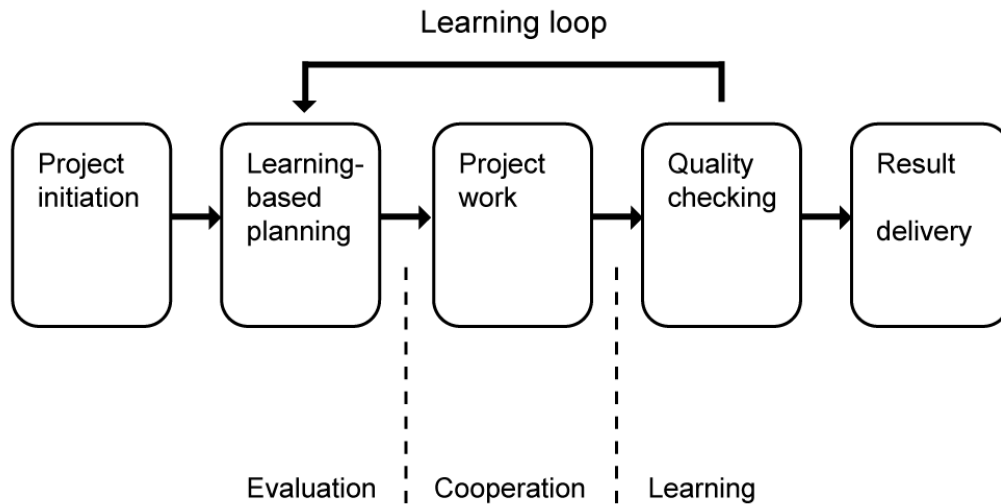 Learning loop
Project
initiation
Learning-
based
planning
Project
work
Quality
checking
Result
delivery
Evaluation
Cooperation
Learning